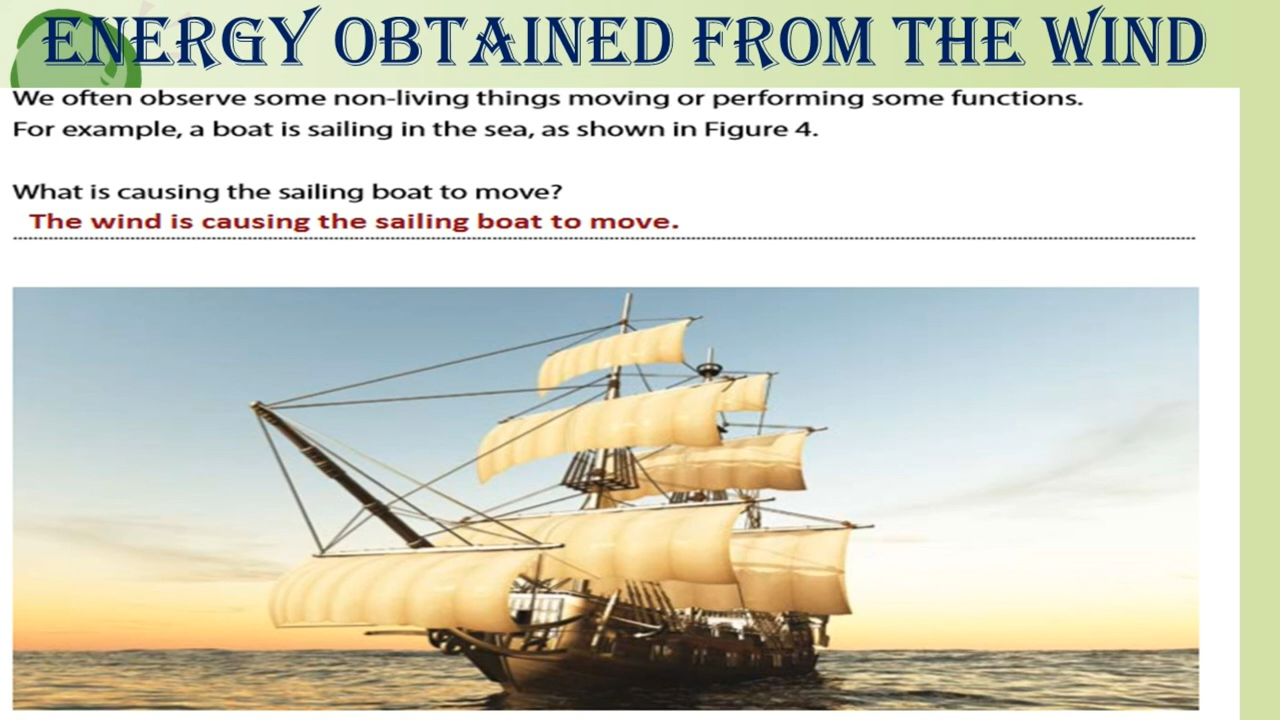 ENERGY OBTAINED FROM THE WIND
We often observe some non-living things moving or performing some functions.
For example, a boat is sailing in the sea, as shown in Figure 4.
What is causing the sailing boat to move?
The wind is causing the sailing boat to move.